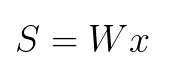 S = Wx